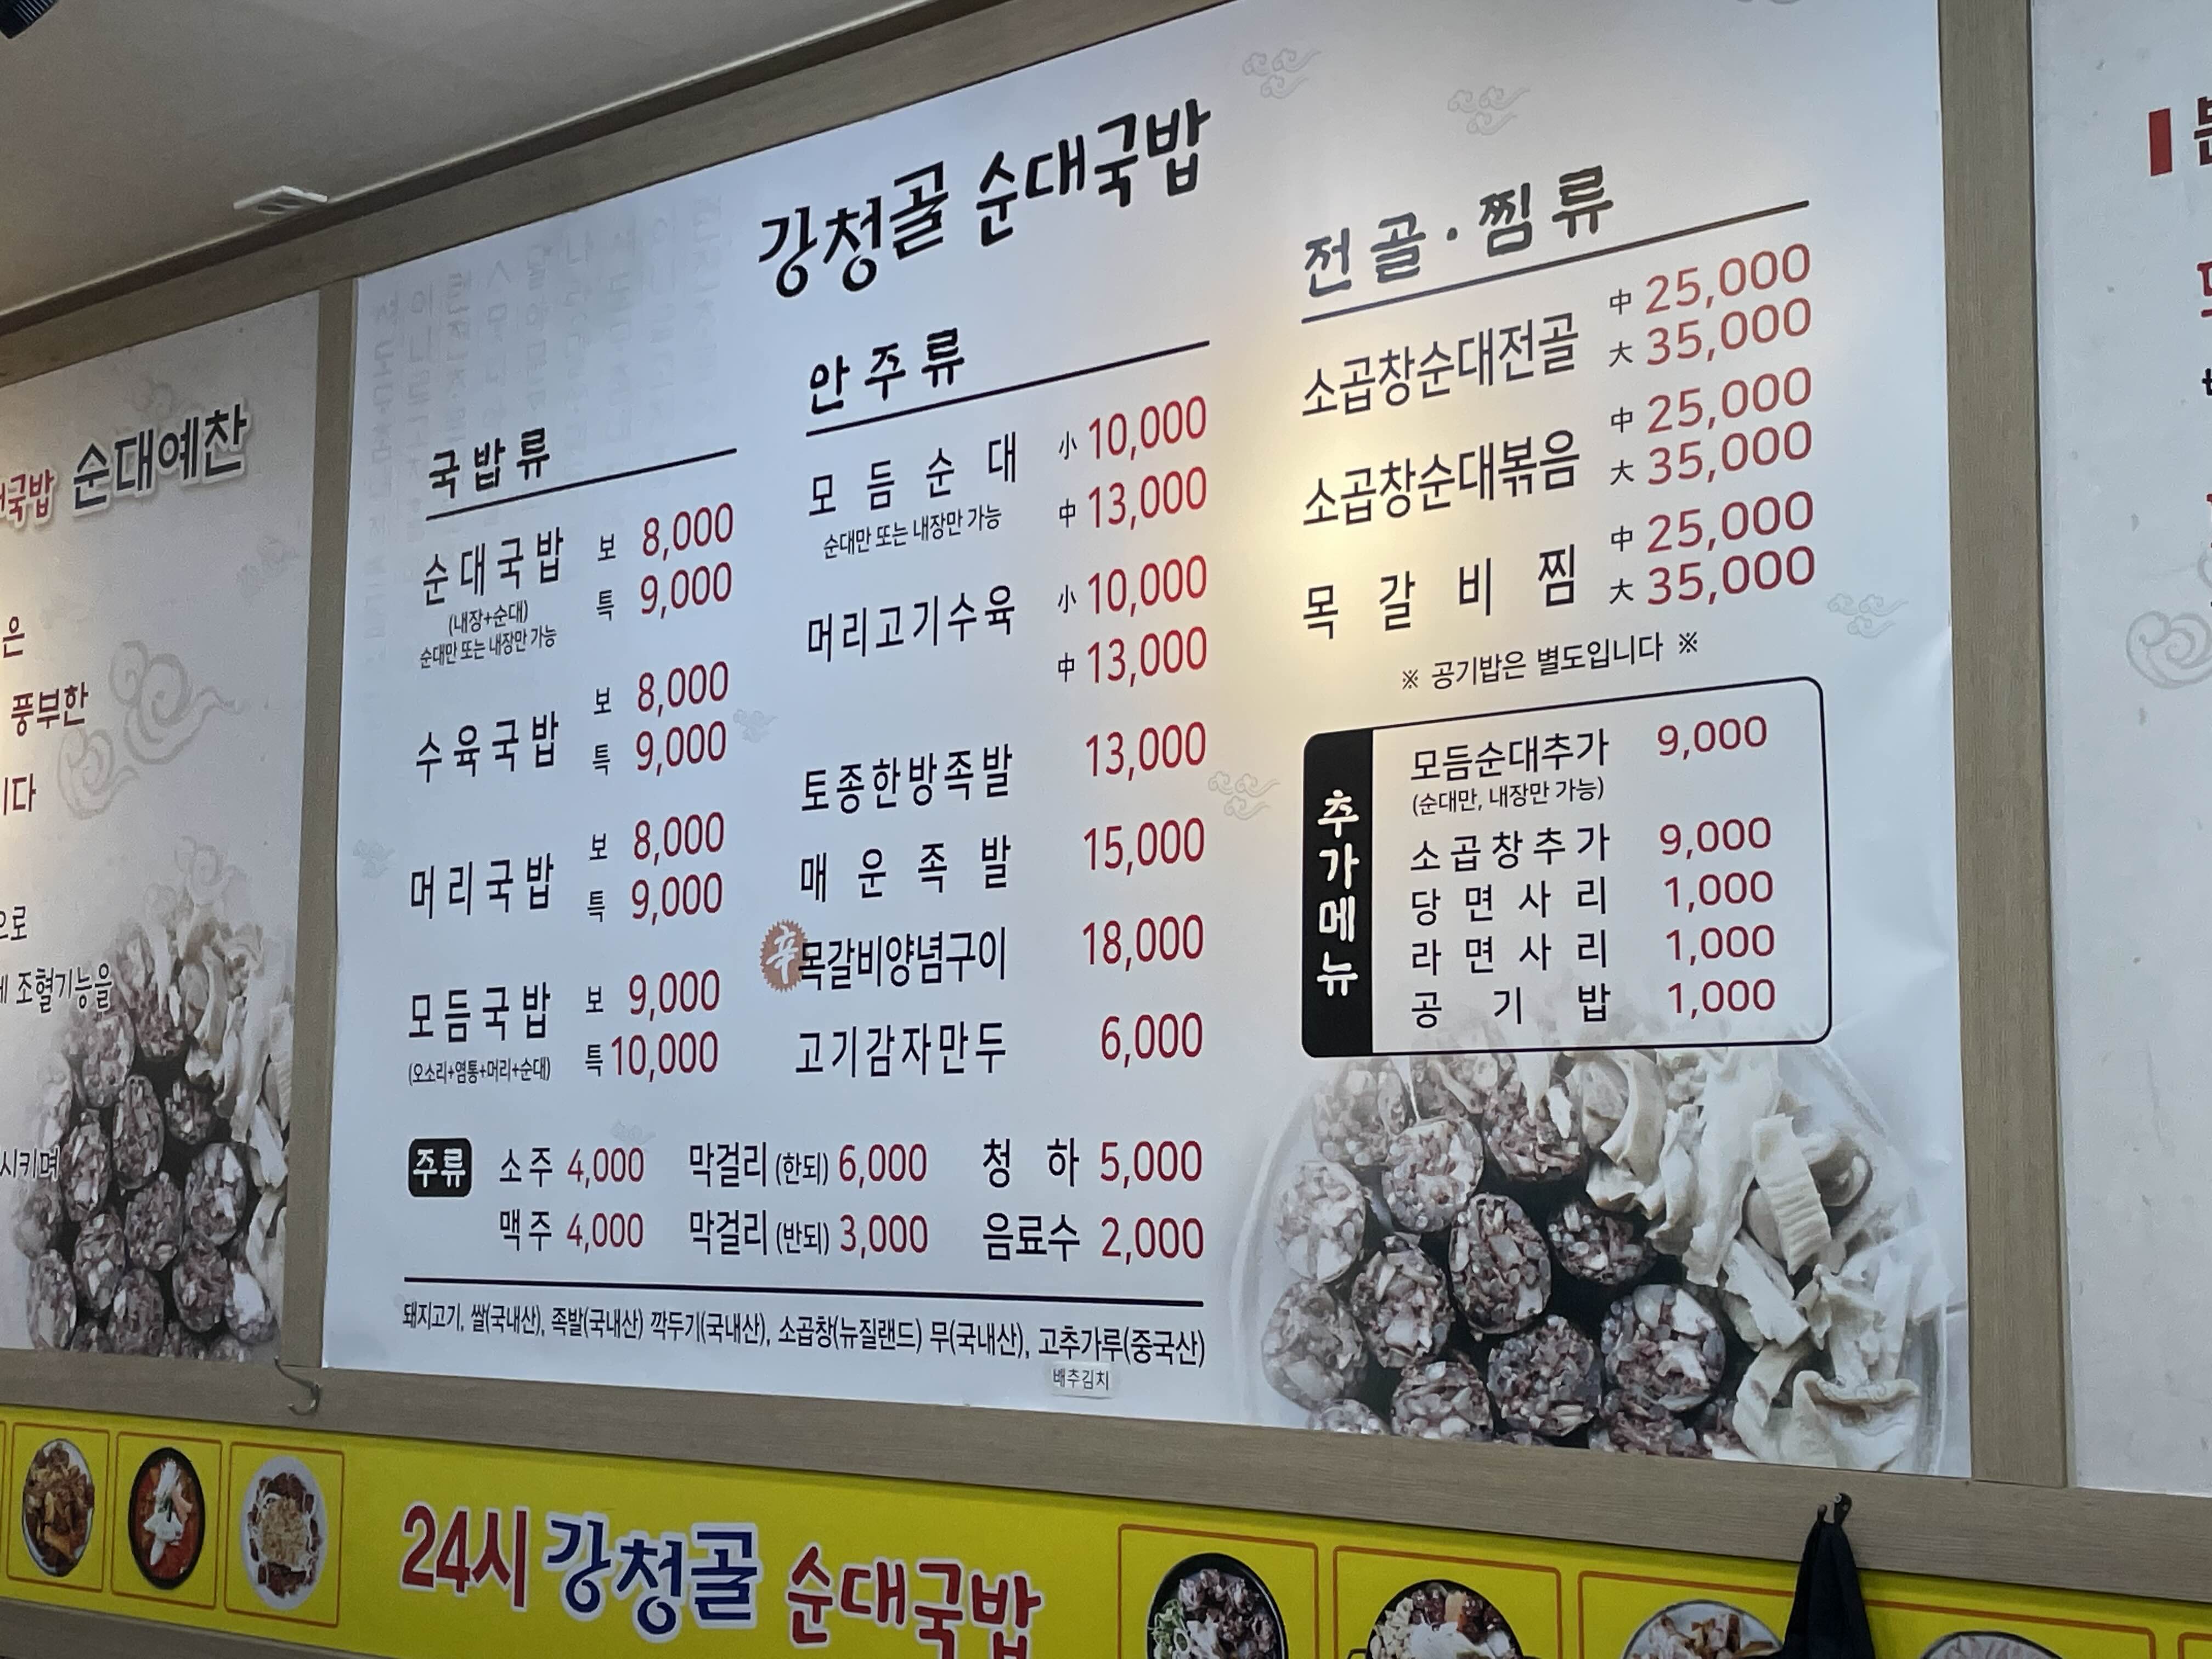 국밥 순대예찬
은
풍부한
조혈기능을
시키며
강청골 순대국밥
국밥류
순대국밥 보 8,000
특 9,000
(내장+순대)
순대만 또는 내장만 가능
수육국밥 보 8,000
특 9,000
머리국밥 보 8,000
특 9,000
모듬국밥 보 9,000
(오소리+염통+머리+순대) 특 10,000
안주류
모듬순대 小 10,000
순대만 또는 내장만 가능 中 13,000
머리고기수육 小 10,000
中 13,000
토종한방족발 13,000
매운족발 15,000
辛 목갈비양념구이 18,000
고기감자만두 6,000
전골·찜류
소곱창순대전골 中 25,000
大 35,000
소곱창순대볶음 中 25,000
大 35,000
목갈비찜 中 25,000
大 35,000
※ 공기밥은 별도입니다 ※
추가메뉴
모듬순대추가 9,000
(순대만, 내장만 가능)
소곱창추가 9,000
당면사리 1,000
라면사리 1,000
공기밥 1,000
주류 소주 4,000 막걸리 (한되) 6,000 청하 5,000
맥주 4,000 막걸리 (반되) 3,000 음료수 2,000
돼지고기, 쌀(국내산), 족발(국내산) 깍두기(국내산), 소곱창(뉴질랜드) 무(국내산), 고추가루(중국산)
배추김치
24시 강청골 순대국밥